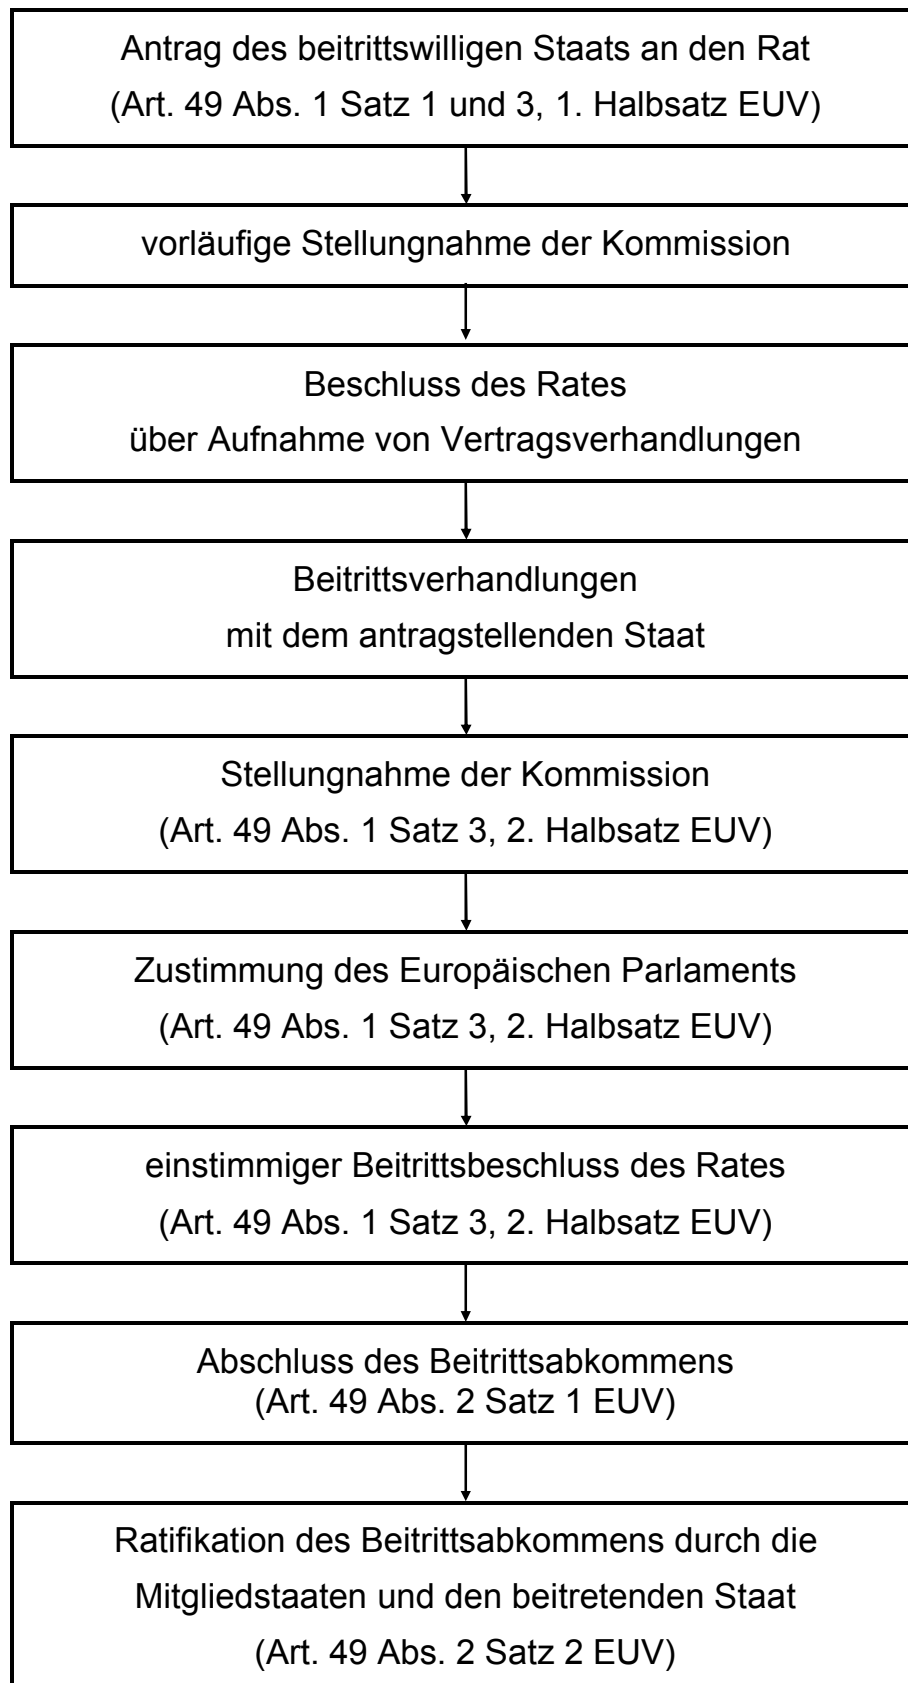 Antrag des beitrittswilligen Staats an den Rat
(Art. 49 Abs. 1 Satz 1 und 3, 1. Halbsatz EUV)
vorläufige Stellungnahme der Kommission
Beschluss des Rates
über Aufnahme von Vertragsverhandlungen
Beitrittsverhandlungen
mit dem antragstellenden Staat
Stellungnahme der Kommission
(Art. 49 Abs. 1 Satz 3, 2. Halbsatz EUV)
Zustimmung des Europäischen Parlaments
(Art. 49 Abs. 1 Satz 3, 2. Halbsatz EUV)
einstimmiger Beitrittsbeschluss des Rates
(Art. 49 Abs. 1 Satz 3, 2. Halbsatz EUV)
Abschluss des Beitrittsabkommens
(Art. 49 Abs. 2 Satz 1 EUV)
Ratifikation des Beitrittsabkommens durch die
Mitgliedstaaten und den beitretenden Staat
(Art. 49 Abs. 2 Satz 2 EUV)